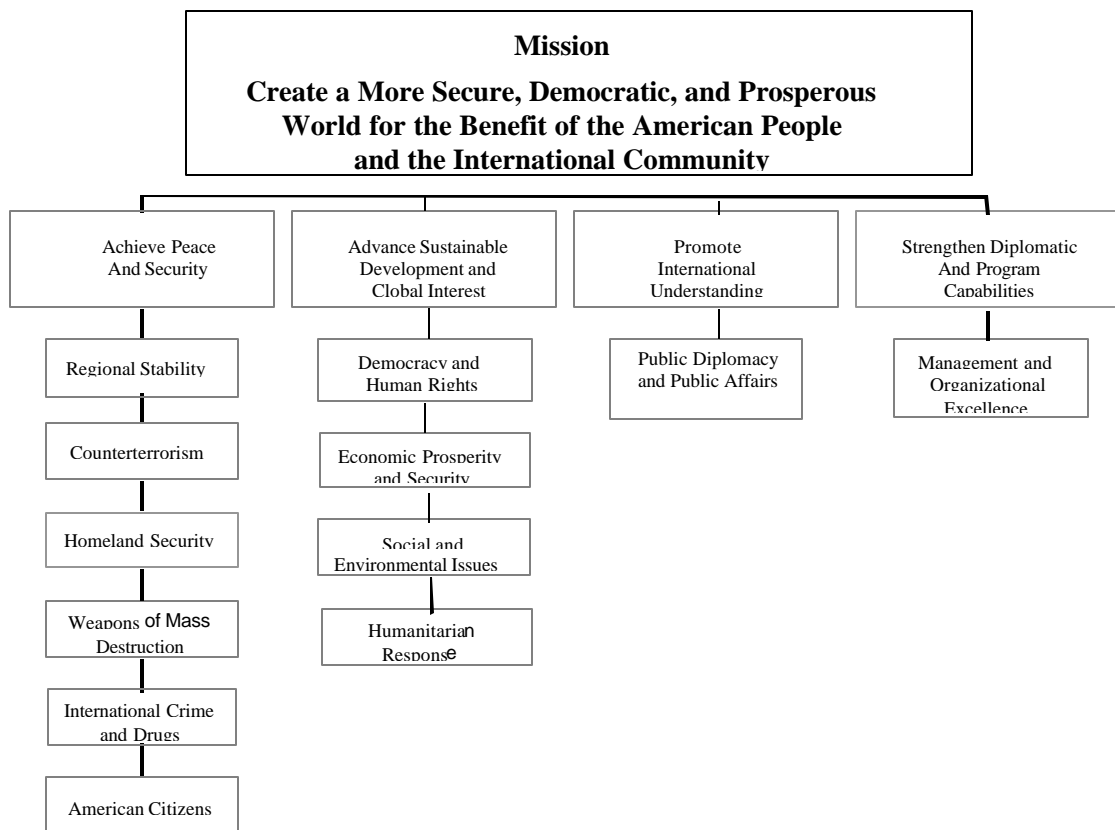 Mission
Create a More Secure, Democratic, and Prosperous
World for the Benefit of the American People
and the International Community
Achieve Peace
And Security
Advance Sustainable
Development and
Clobal Interest
Promote
International
Understanding
Strengthen Diplomatic
And Program
Capabilities
Regional Stability
Counterterrorism
Homeland Security
Weapons of Mass
Destruction
International Crime
and Drugs
American Citizens
Democracy and
Human Rights
Economic Prosperity
and Security
Social and
Environmental Issues
Humanitarian
Response
Public Diplomacy
and Public Affairs
Management and
Organizational
Excellence